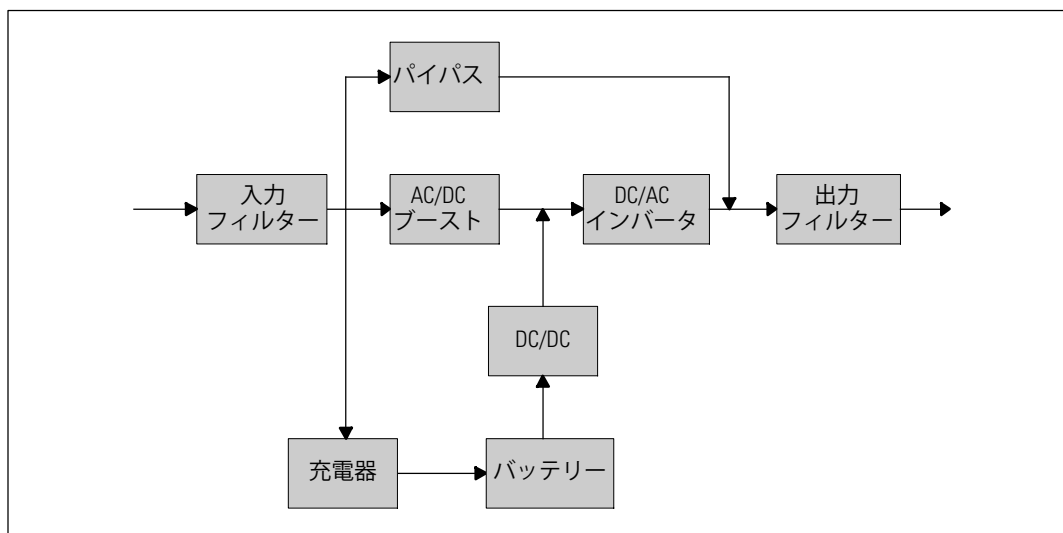 パイパス
入力
フィルター
AC/DC
ブースト
DC/AC
インバータ
出力
フィルター
DC/DC
充電器
バッテリー